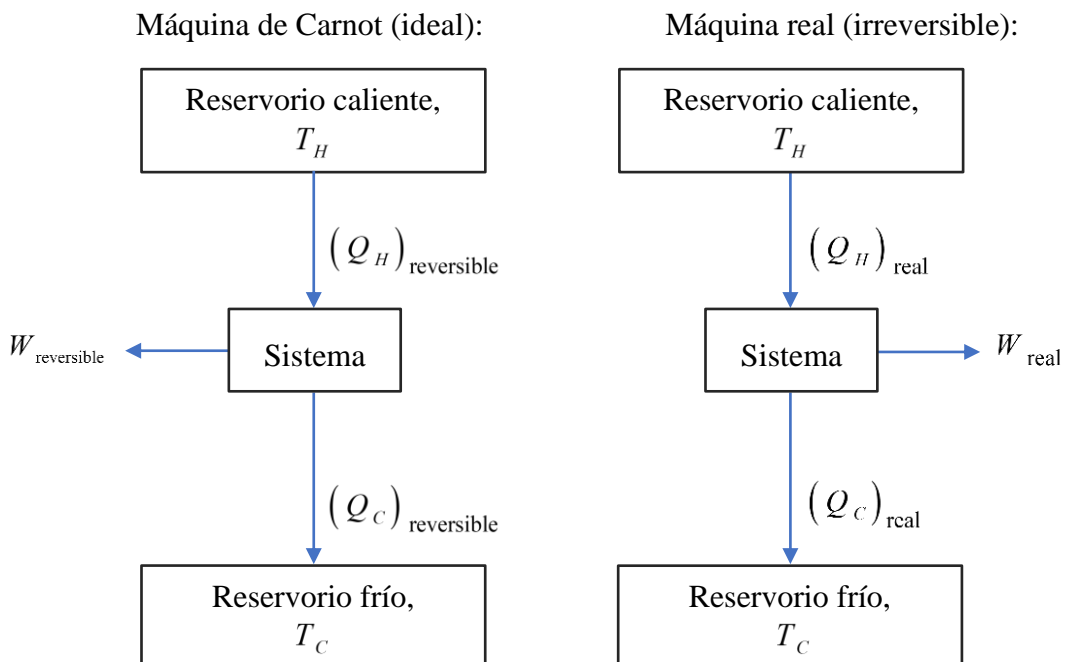 Máquina de Carnot (ideal):
Reservorio caliente,
T_H
(Q_H)_reversible
W_reversible
Sistema
(Q_C)_reversible
Reservorio frío,
T_C
Máquina real (irreversible):
Reservorio caliente,
T_H
(Q_H)_real
Sistema
W_real
(Q_C)_real
Reservorio frío,
T_C